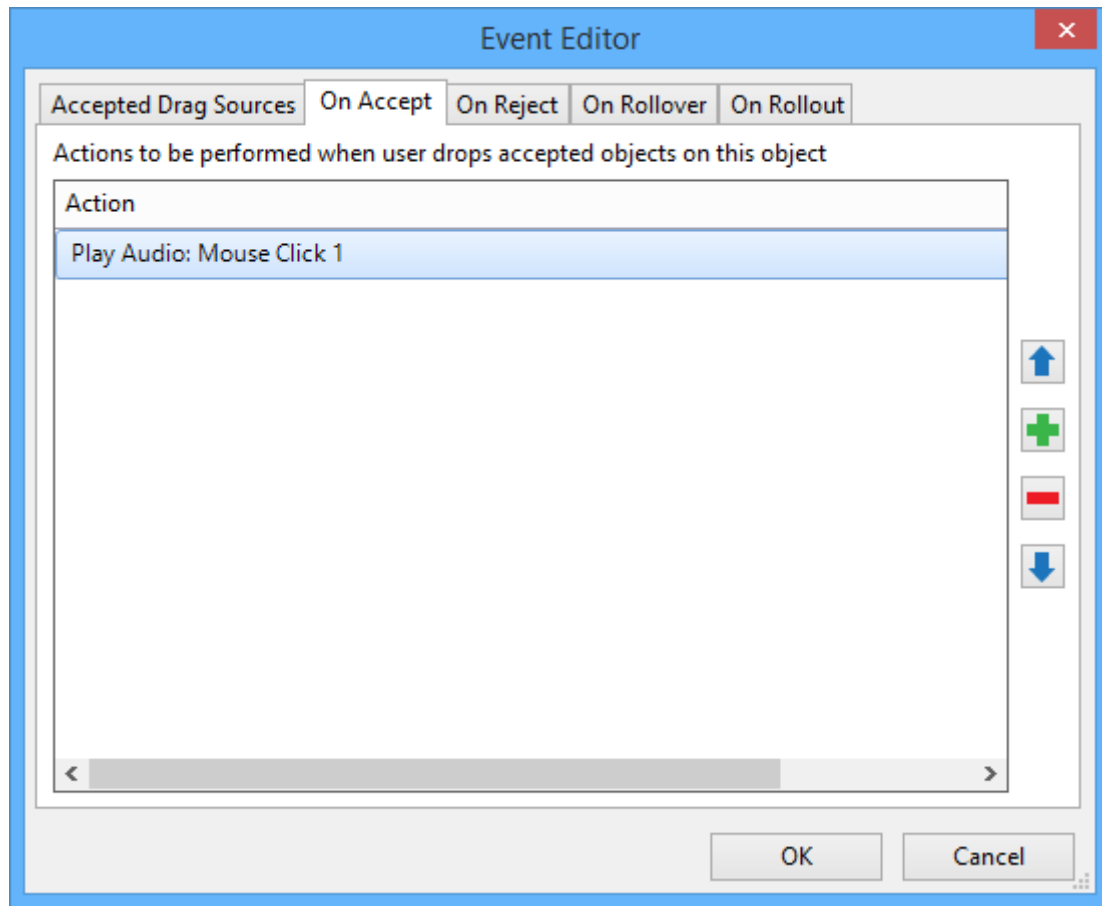 Event Editor
Accepted Drag Sources On Accept On Reject On Rollover On Rollout
Actions to be performed when user drops accepted objects on this object
Action
Play Audio: Mouse Click 1
OK Cancel